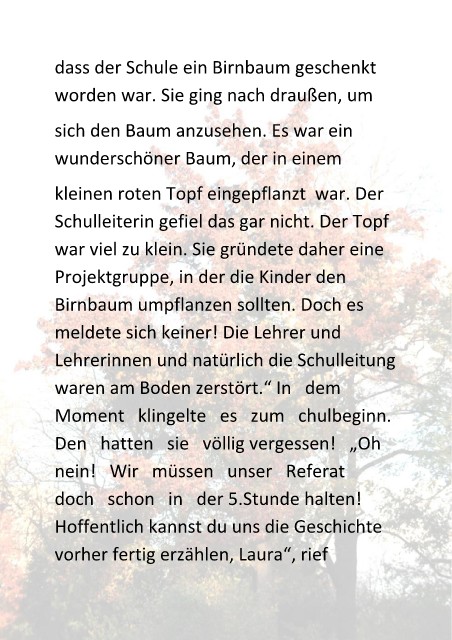 dass der Schule ein Birnbaum geschenkt
worden war. Sie ging nach draußen, um
sich den Baum anzusehen. Es war ein
wunderschöner Baum, der in einem
kleinen roten Topf eingepflanzt war. Der
Schulleiterin gefiel das gar nicht. Der Topf
war viel zu klein. Sie gründete daher eine
Projektgruppe, in der die Kinder den
Birnbaum umpflanzen sollten. Doch es
meldete sich keiner! Die Lehrer und
Lehrerinnen und natürlich die Schulleitung
waren am Boden zerstört.“ In dem
Moment klingelte es zum chulbeginn.
Den hatten sie völlig vergessen! „Oh
nein! Wir müssen unser Referat
doch schon in der 5.Stunde halten!
Hoffentlich kannst du uns die Geschichte
vorher fertig erzählen, Laura“, rief